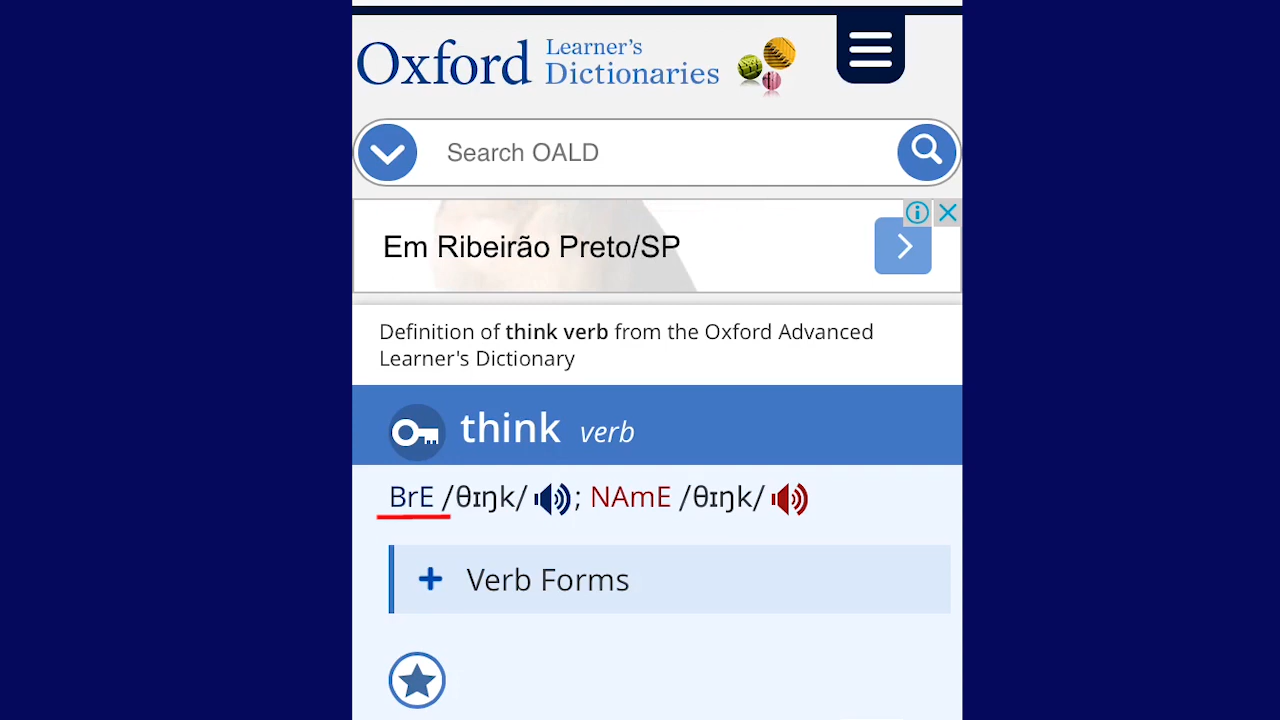 Oxford Learner's Dictionaries
Search OALD
Em Ribeirão Preto/SP
Definition of think verb from the Oxford Advanced
Learner's Dictionary
think verb
BrE /θɪŋk/ ; NAmE /θɪŋk/
+ Verb Forms